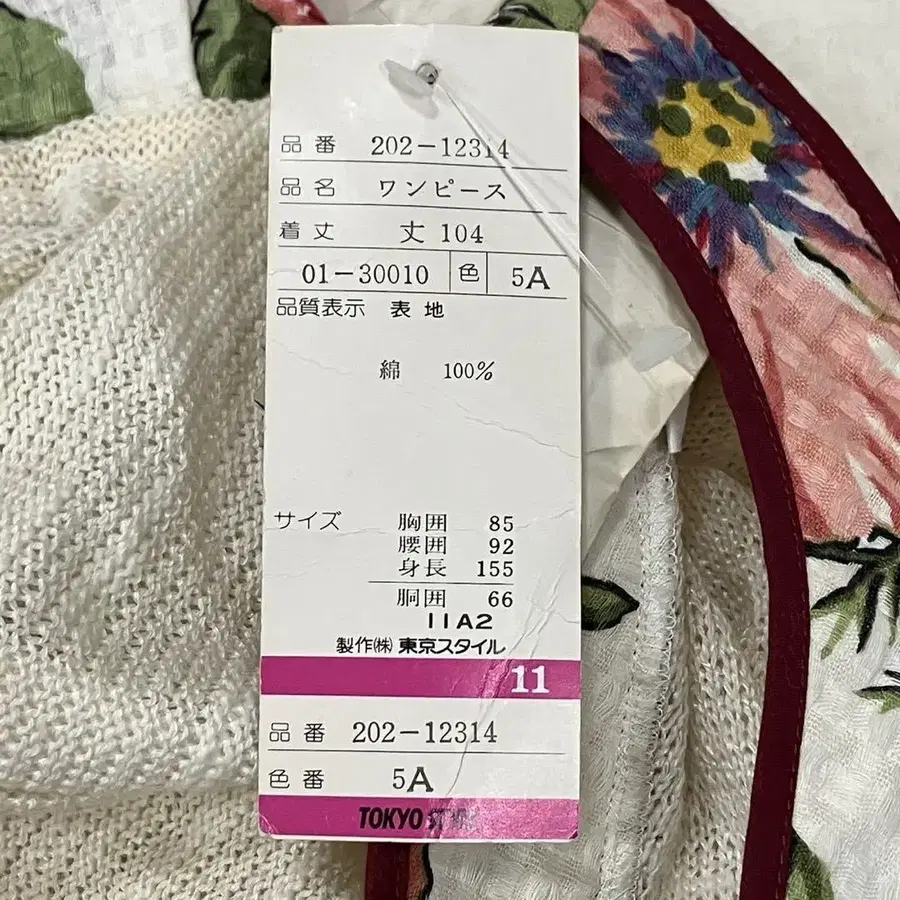 品番 202-12314
品名 ワンピース
着丈 丈 104
01-30010 色 5A
品質表示 表地
綿 100%
サイズ 胸囲 85
腰囲 92
身長 155
胴囲 66
11A2
製作㈱ 東京スタイル
11
品番 202-12314
色番 5A
TOKYO